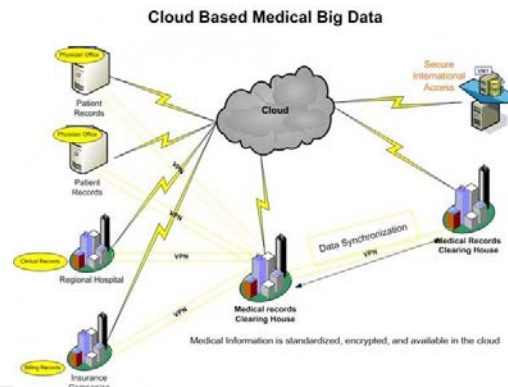 Cloud Based Medical Big Data
Physician Office
Patient
Records
Physician Office
Patient
Records
Clinical Records
Regional Hospital
Billing Records
Insurance
Cloud
VPN
VPN
VPN
Secure
International
Access
Medical Records
Clearing House
Data Synchronization
VPN
Medical records
Clearing House
Medical Information is standardized, encrypted, and available in the cloud